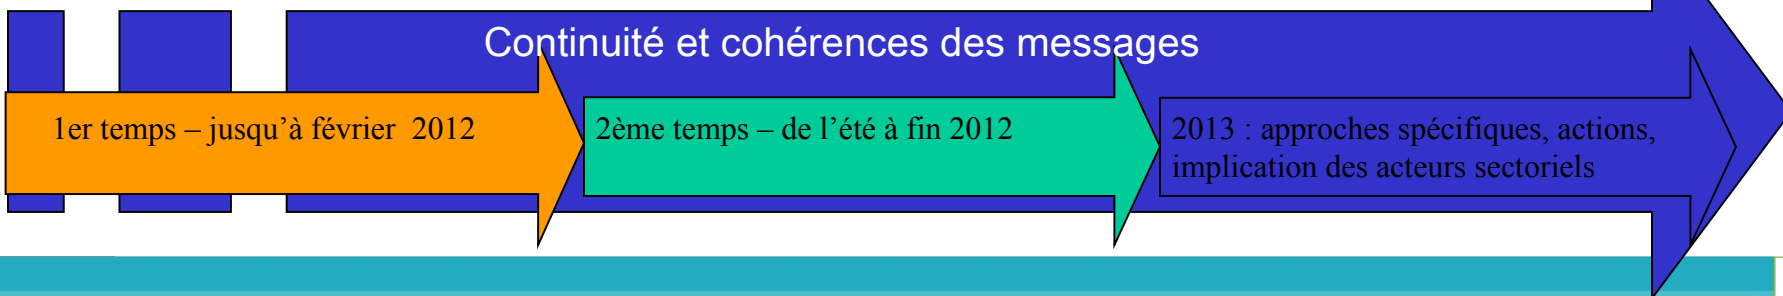 Continuité et cohérences des messages
1er temps – jusqu’à février  2012
2ème temps – de l’été à fin 2012
2013 : approches spécifiques, actions,
implication des acteurs sectoriels